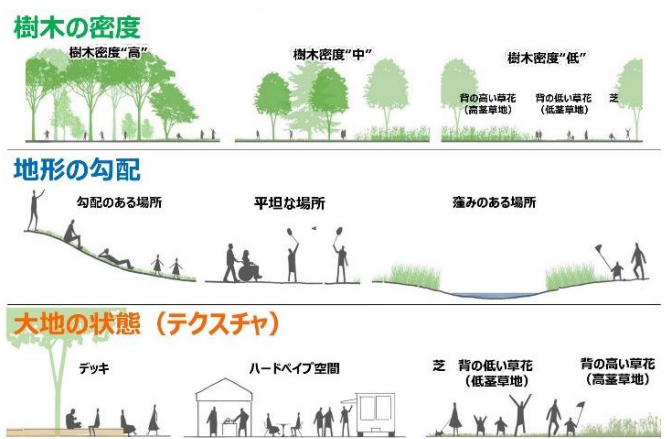 樹木の密度
樹木密度“高”
樹木密度“中”
樹木密度“低”
背の高い草花
（高茎草地）
背の低い草花
（低茎草地）
芝
地形の勾配
勾配のある場所
平坦な場所
窪みのある場所
大地の状態（テクスチャ）
デッキ
ハードペイブ空間
芝
背の低い草花
（低茎草地）
背の高い草花
（高茎草地）